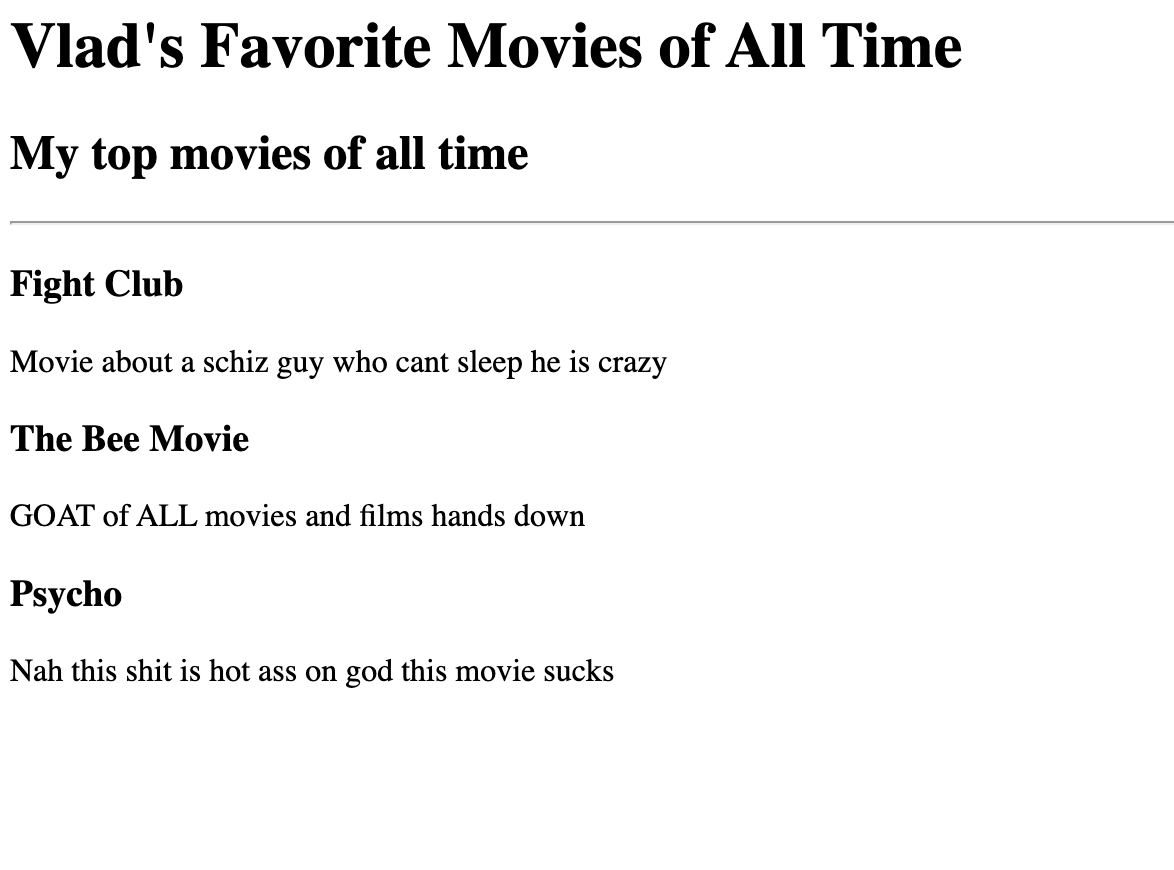 Vlad's Favorite Movies of All Time
My top movies of all time
Fight Club
Movie about a schiz guy who cant sleep he is crazy
The Bee Movie
GOAT of ALL movies and films hands down
Psycho
Nah this shit is hot ass on god this movie sucks